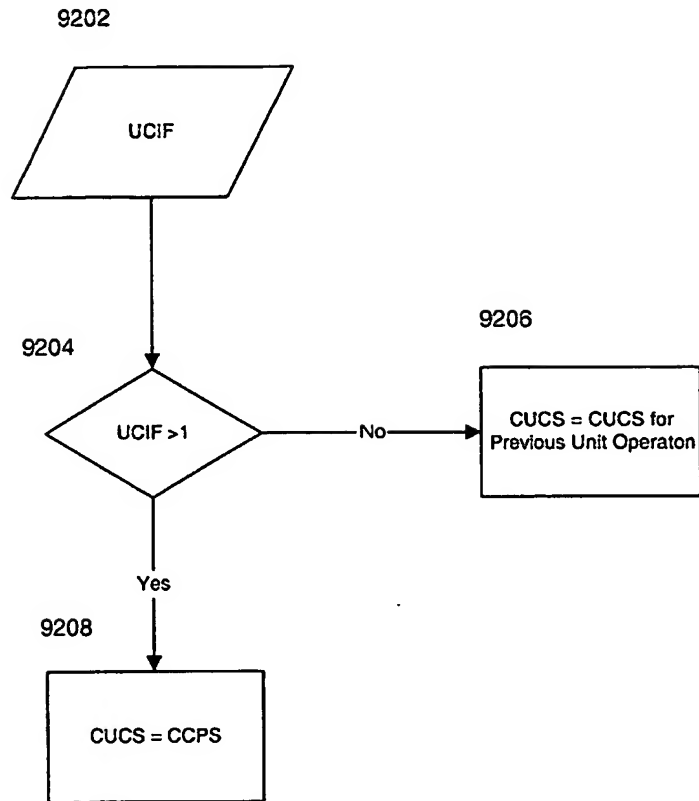 9202
UCIF
9204
UCIF >1
No
9206
CUCS = CUCS for
Previous Unit Operaton
Yes
9208
CUCS = CCPS